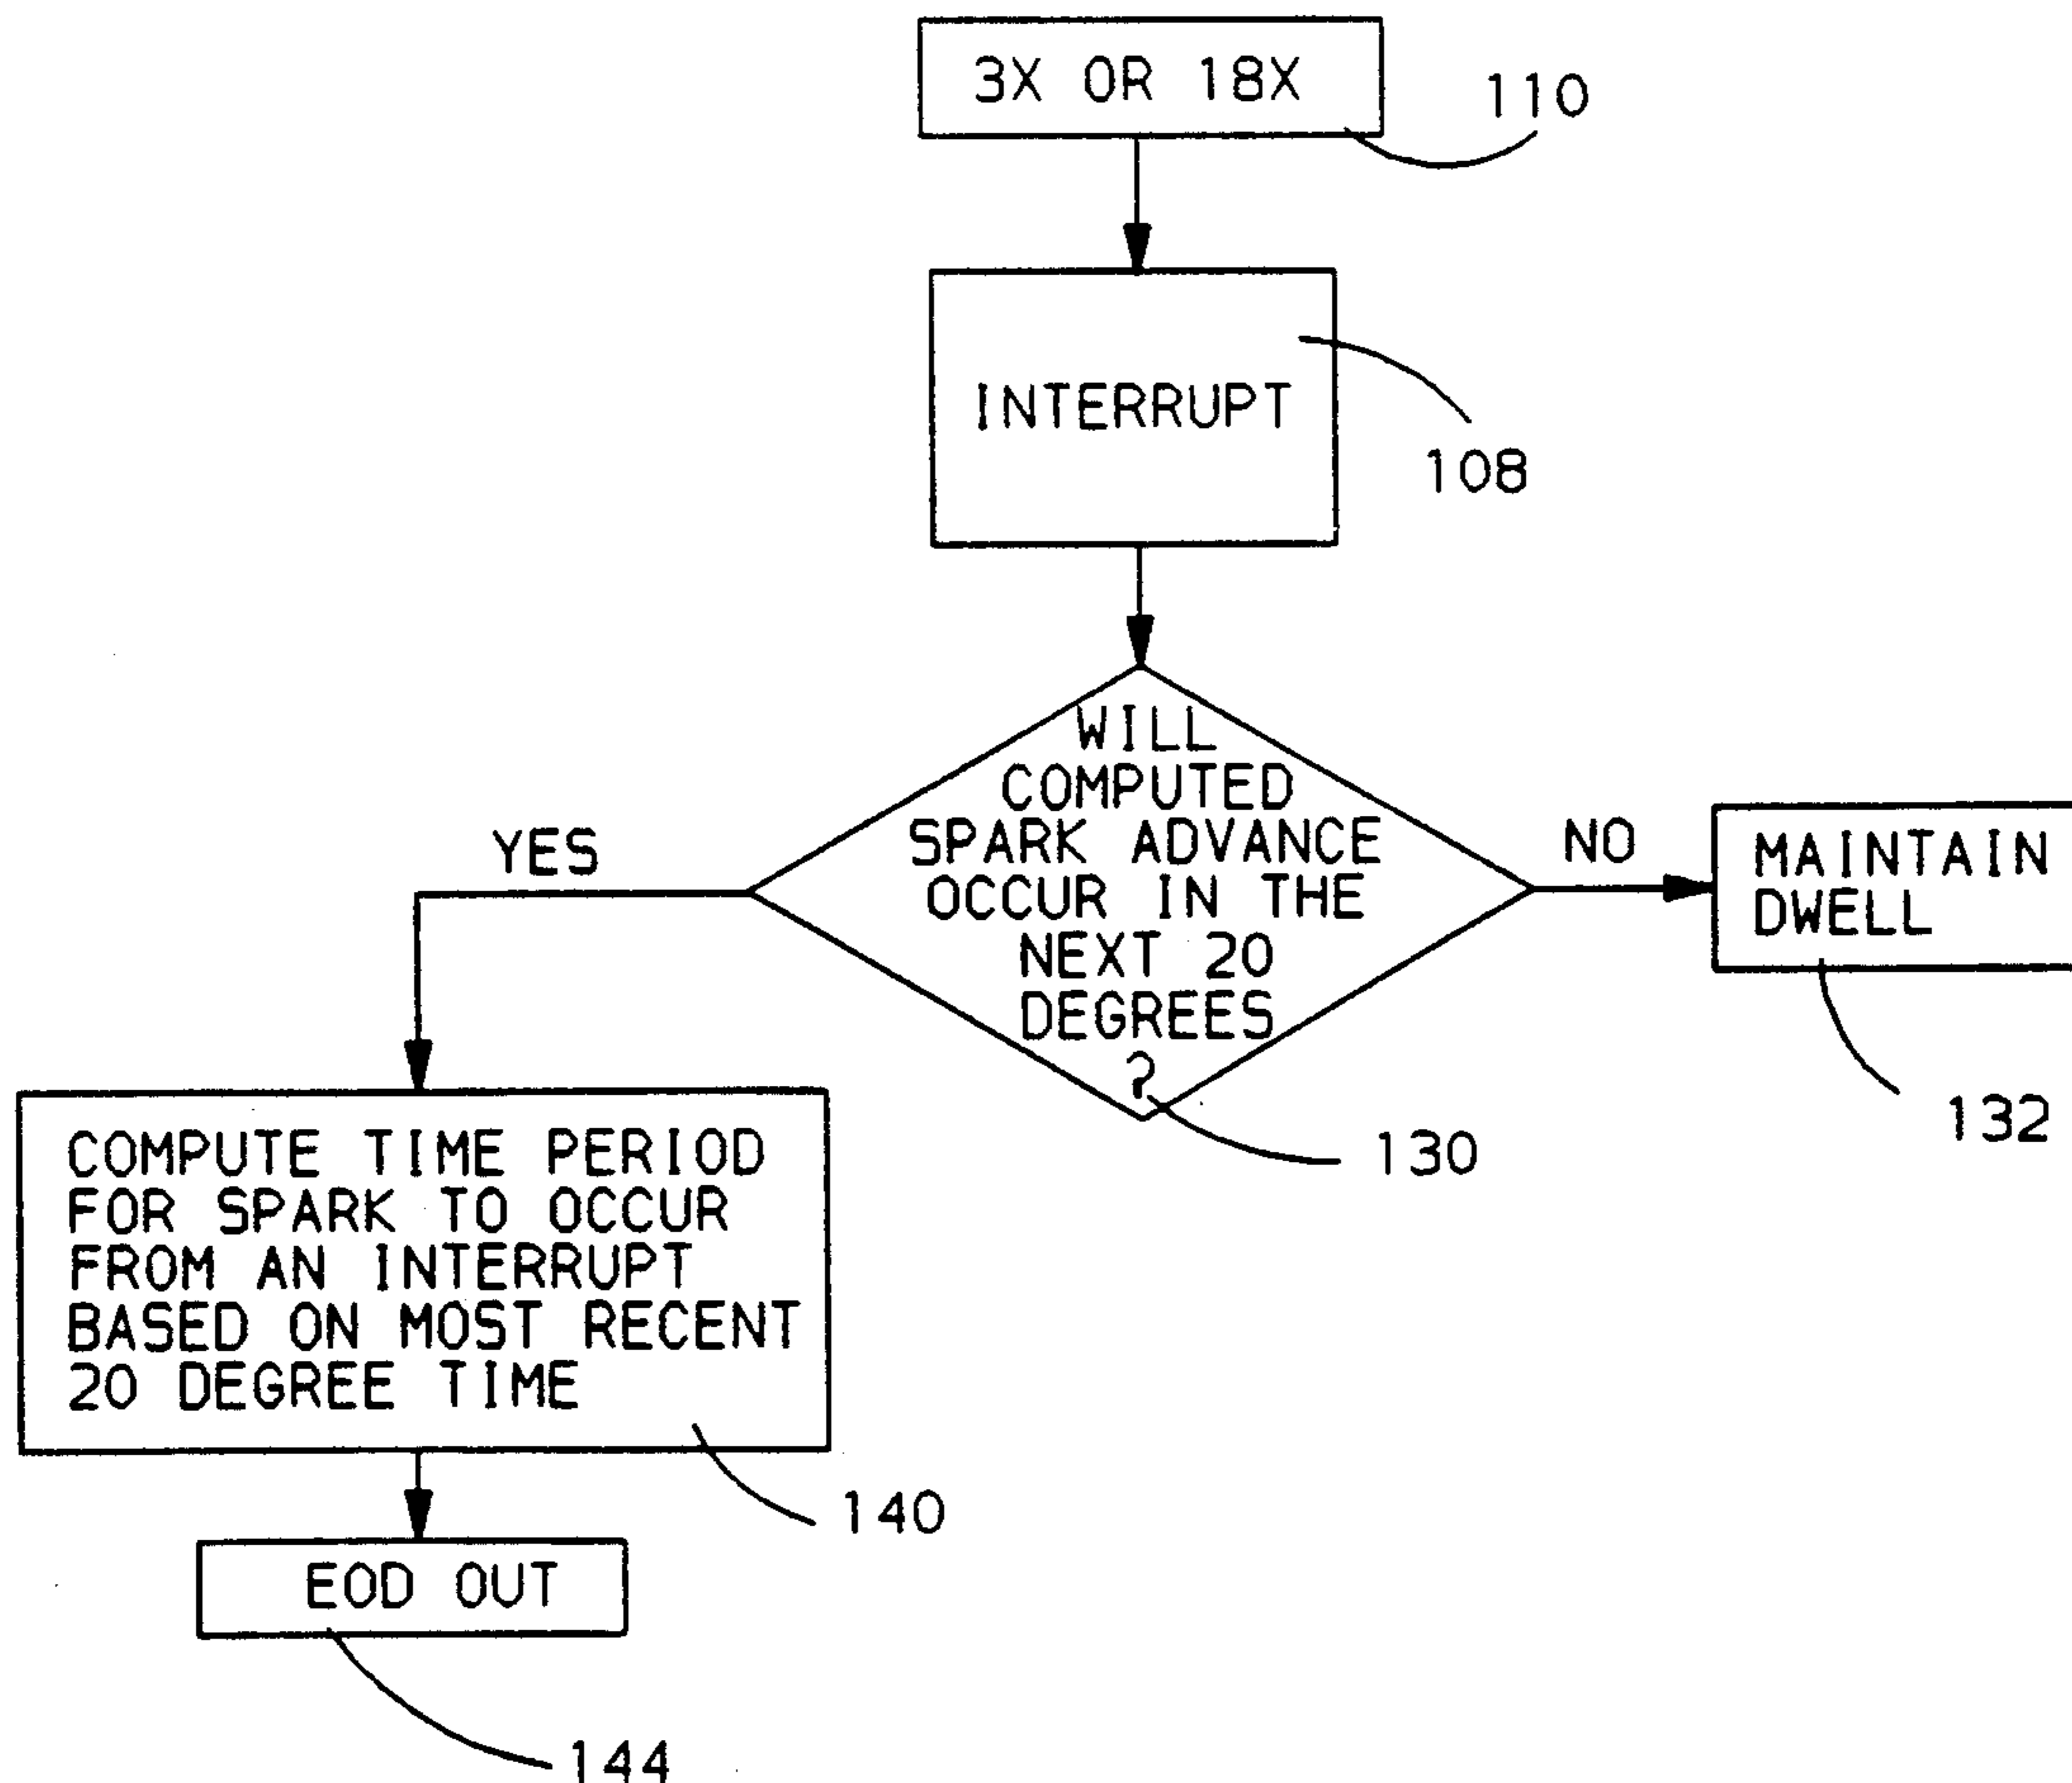 3X OR 18X
110
INTERRUPT
108
WILL
COMPUTED
SPARK ADVANCE
OCCUR IN THE
NEXT 20
DEGREES
?
130
YES
NO
MAINTAIN
DWELL
132
COMPUTE TIME PERIOD
FOR SPARK TO OCCUR
FROM AN INTERRUPT
BASED ON MOST RECENT
20 DEGREE TIME
140
EOD OUT
144